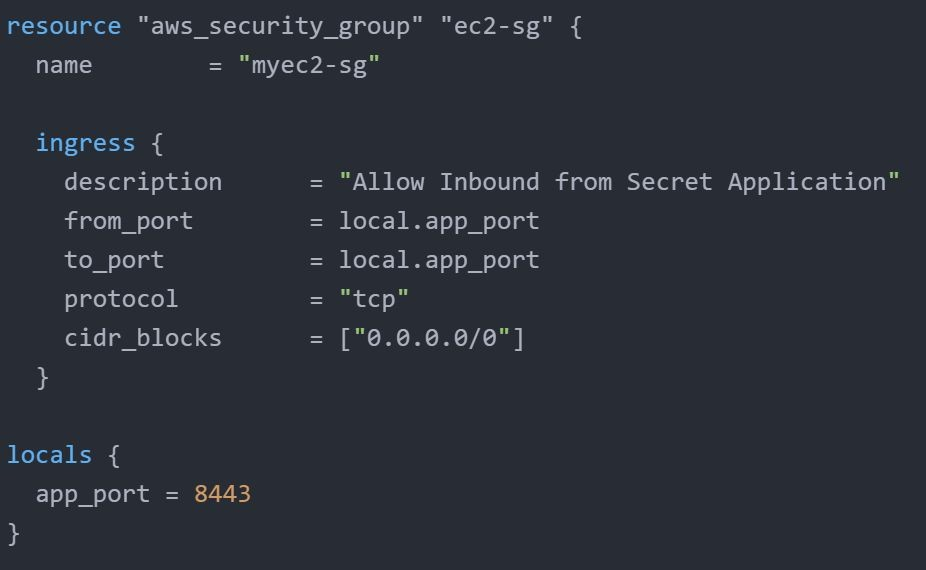 resource "aws_security_group" "ec2-sg" {
  name        = "myec2-sg"

  ingress {
    description      = "Allow Inbound from Secret Application"
    from_port        = local.app_port
    to_port          = local.app_port
    protocol         = "tcp"
    cidr_blocks      = ["0.0.0.0/0"]
  }

locals {
  app_port = 8443
}